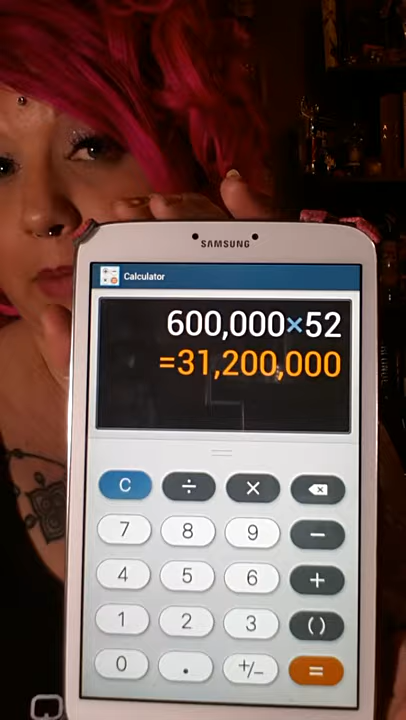 SAMSUNG
Calculator
600,000×52
=31,200,000
C ÷ ×
7 8 9 −
4 5 6 +
1 2 3 ()
0 . +/− =